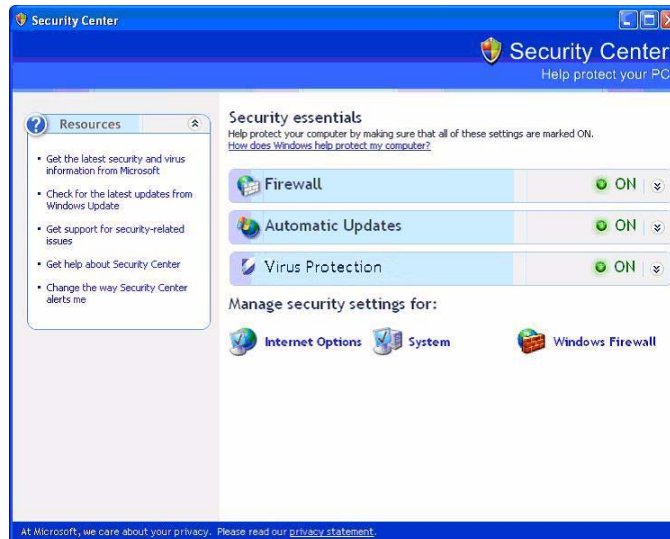 Security Center
Security Center
Help protect your PC
Resources
Get the latest security and virus
information from Microsoft
Check for the latest updates from
Windows Update
Get support for security-related
issues
Get help about Security Center
Change the way Security Center
alerts me
Security essentials
Help protect your computer by making sure that all of these settings are marked ON.
How does Windows help protect my computer?
Firewall ON
Automatic Updates ON
Virus Protection ON
Manage security settings for:
Internet Options System Windows Firewall
At Microsoft, we care about your privacy. Please read our privacy statement.